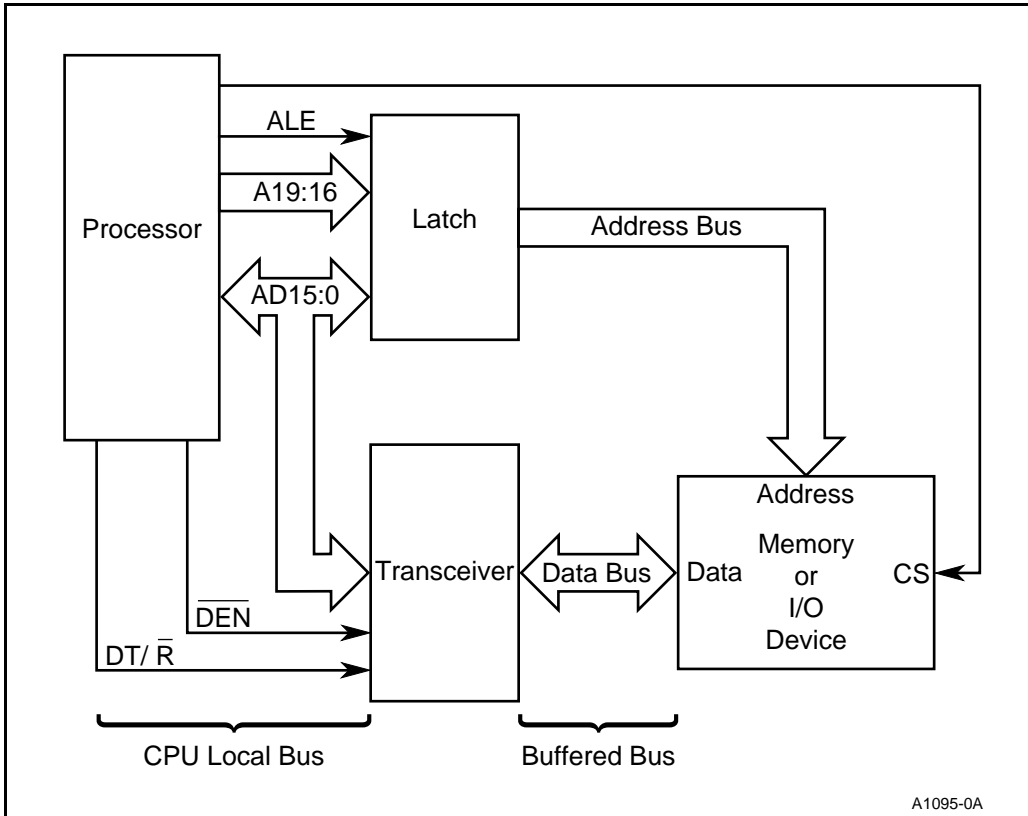 ALE
A19:16
Processor
Latch
Address Bus
AD15:0
Address
Transceiver
Data Bus
Data
Memory
or
I/O
Device
CS
D̅E̅N̅
DT/ R̅
CPU Local Bus
Buffered Bus
A1095-0A